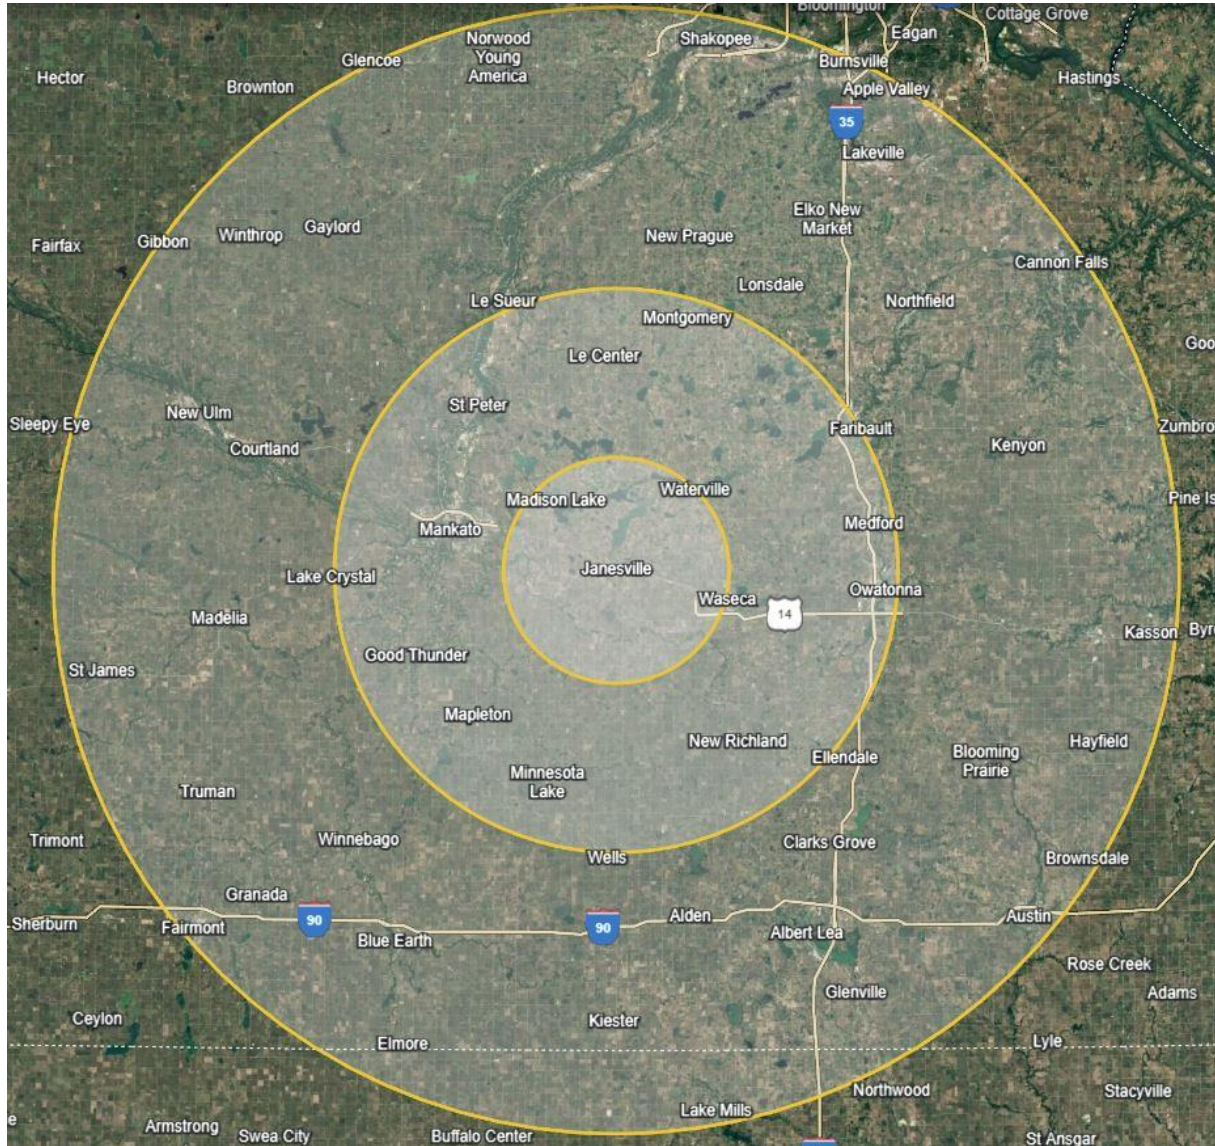 Bloomington
Cottage Grove
Norwood
Young
America
Shakopee
Eagan
Glencoe
Burnsville
Hector
Brownton
Hastings
Apple Valley
35
Lakeville
Elko New
Market
Fairfax
Gibbon
Winthrop
Gaylord
New Prague
Cannon Falls
Lonsdale
Le Sueur
Northfield
Montgomery
Goo
Le Center
St Peter
New Ulm
Sleepy Eye
Faribault
Zumbro
Courtland
Kenyon
Waterville
Madison Lake
Pine Is
Mankato
Medford
Janesville
Lake Crystal
Owatonna
Waseca
14
Madelia
Kasson
Byr
Good Thunder
St James
Mapleton
New Richland
Hayfield
Blooming
Prairie
Ellendale
Minnesota
Lake
Truman
Trimont
Winnebago
Clarks Grove
Wells
Brownsdale
Granada
Sherburn
Fairmont
90
90
Alden
Austin
Blue Earth
Albert Lea
Rose Creek
Glenville
Adams
Ceylon
Kiester
Elmore
Lyle
Northwood
Stacyville
e
Lake Mills
Armstrong
Swea City
Buffalo Center
St Ansgar